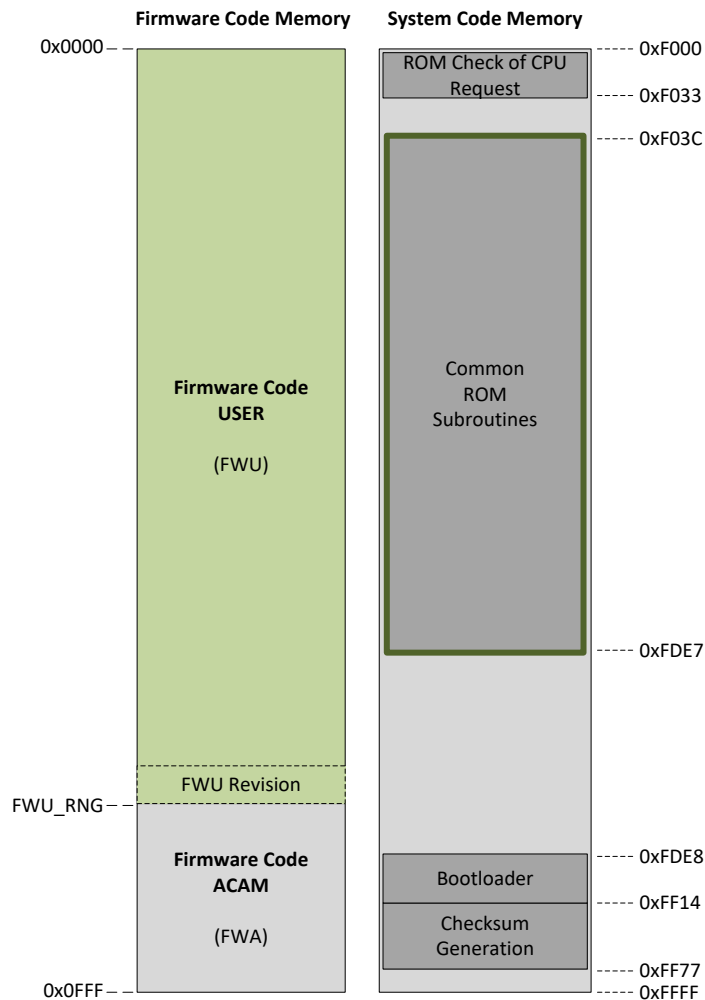 Firmware Code Memory
System Code Memory
0x0000
0xF000
ROM Check of CPU
Request
0xF033
0xF03C
Firmware Code
USER
(FWU)
Common
ROM
Subroutines
0xFDE7
FWU Revision
FWU_RNG
Firmware Code
ACAM
(FWA)
0xFDE8
Bootloader
0xFF14
Checksum
Generation
0xFF77
0x0FFF
0xFFFF